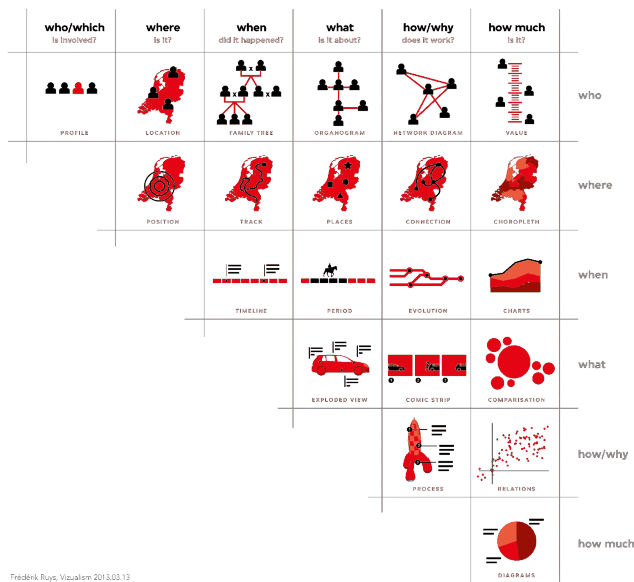 who/which where when what how/why how much
is involved? is it? did it happened? is it about? does it work? is it?
who
PROFILE LOCATION FAMILY TREE ORGANOGRAM NETWORK DIAGRAM VALUE
where
POSITION TRACK PLACES CONNECTION CHOROPLETH
when
TIMELINE PERIOD EVOLUTION CHARTS
what
1 2 3
EXPLODED VIEW COMIC STRIP COMPARISATION
how/why
PROCESS RELATIONS
how much
DIAGRAMS
Frédérik Ruys, Vizualism 2013.03.13